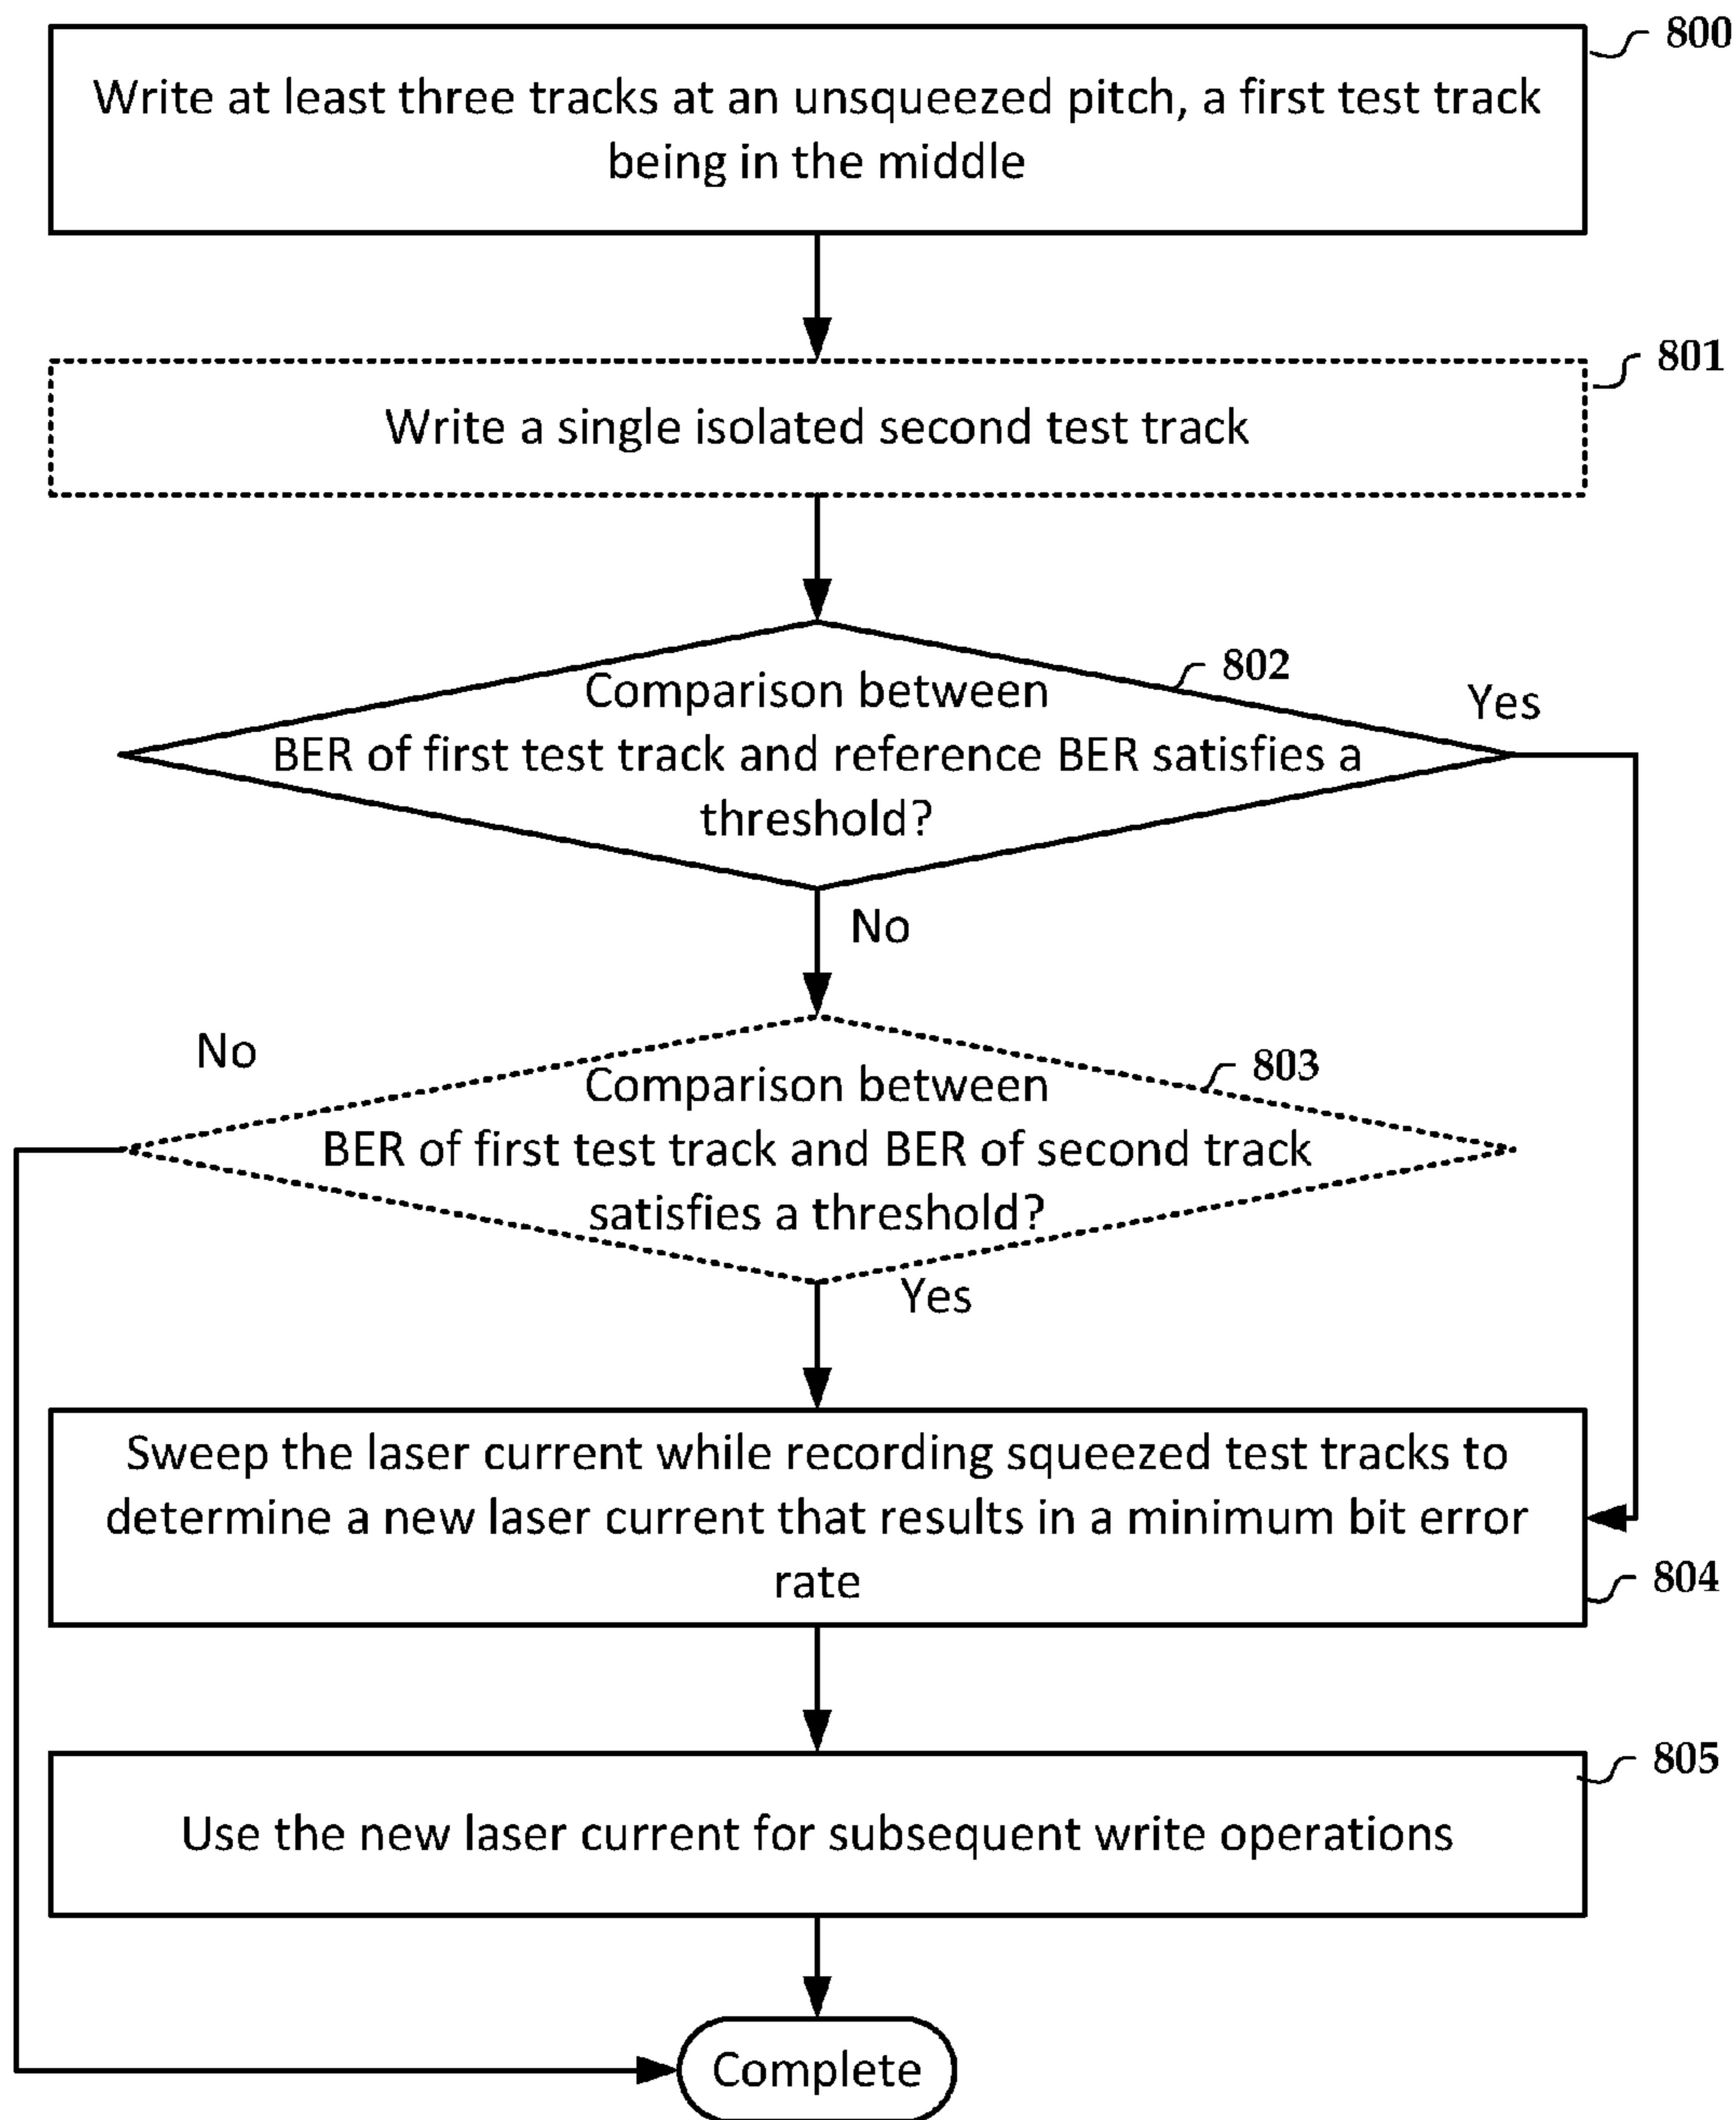 800
Write at least three tracks at an unsqueezed pitch, a first test track
being in the middle
801
Write a single isolated second test track
802
Comparison between
Yes
BER of first test track and reference BER satisfies a
threshold?
No
No
803
Comparison between
BER of first test track and BER of second track
satisfies a threshold?
Yes
Sweep the laser current while recording squeezed test tracks to
determine a new laser current that results in a minimum bit error
rate
804
805
Use the new laser current for subsequent write operations
Complete